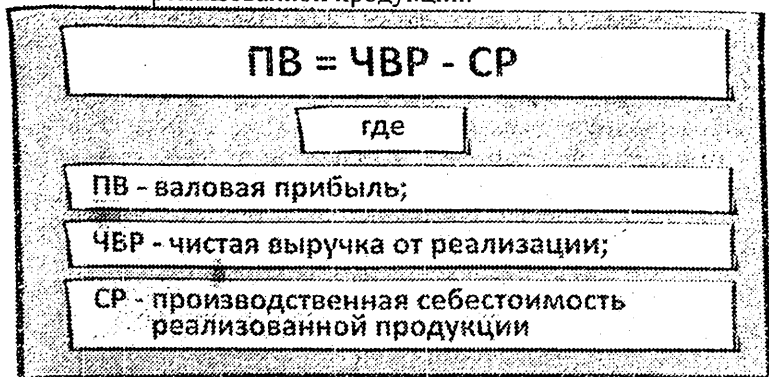 ПВ = ЧВР - СР
где
ПВ - валовая прибыль;
ЧВР - чистая выручка от реализации;
СР - производственная себестоимость
реализованной продукции